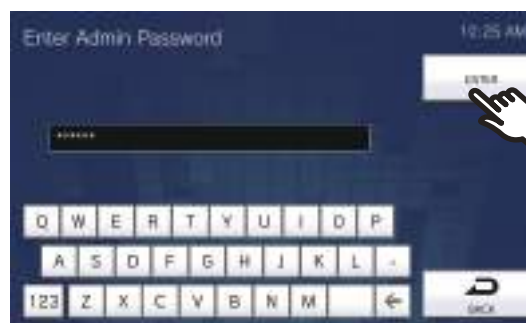 Enter Admin Password
10:25 AM
ENTER
******
Q W E R T Y U I O P
A S D F G H J K L -
123 Z X C V B N M ←
BACK